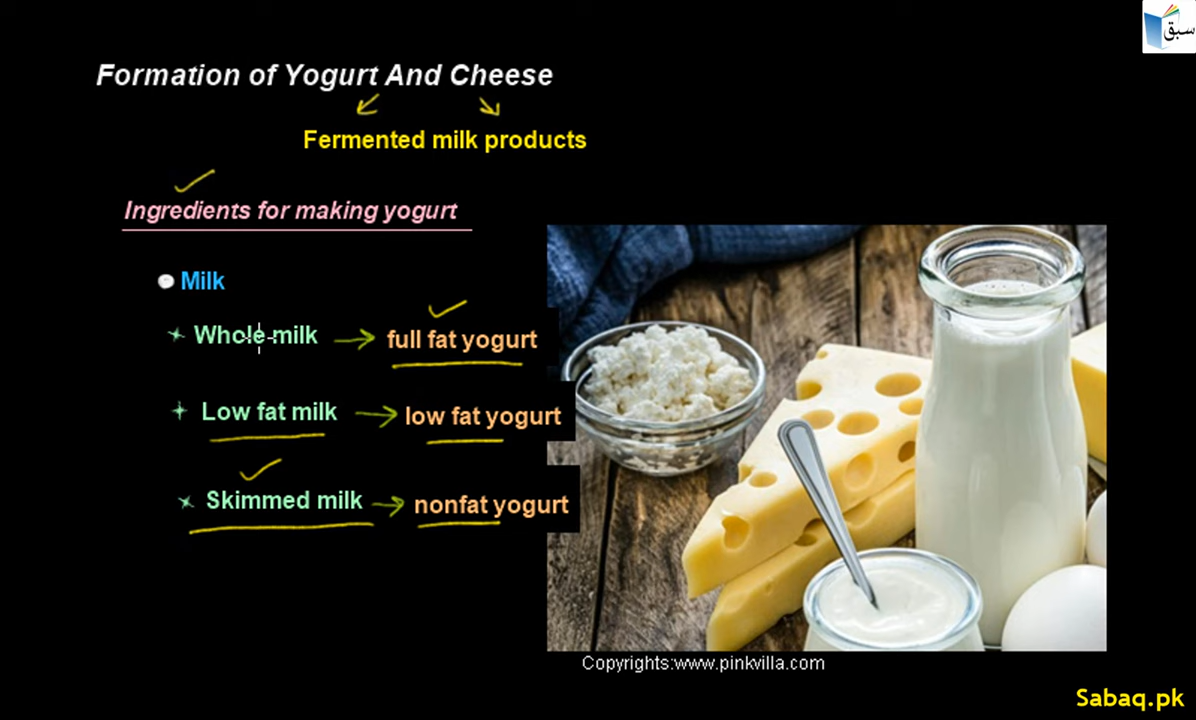 سبق
Formation of Yogurt And Cheese
Fermented milk products
Ingredients for making yogurt
Milk
Whole milk → full fat yogurt
Low fat milk → low fat yogurt
Skimmed milk → nonfat yogurt
Copyrights:www.pinkvilla.com
Sabaq.pk